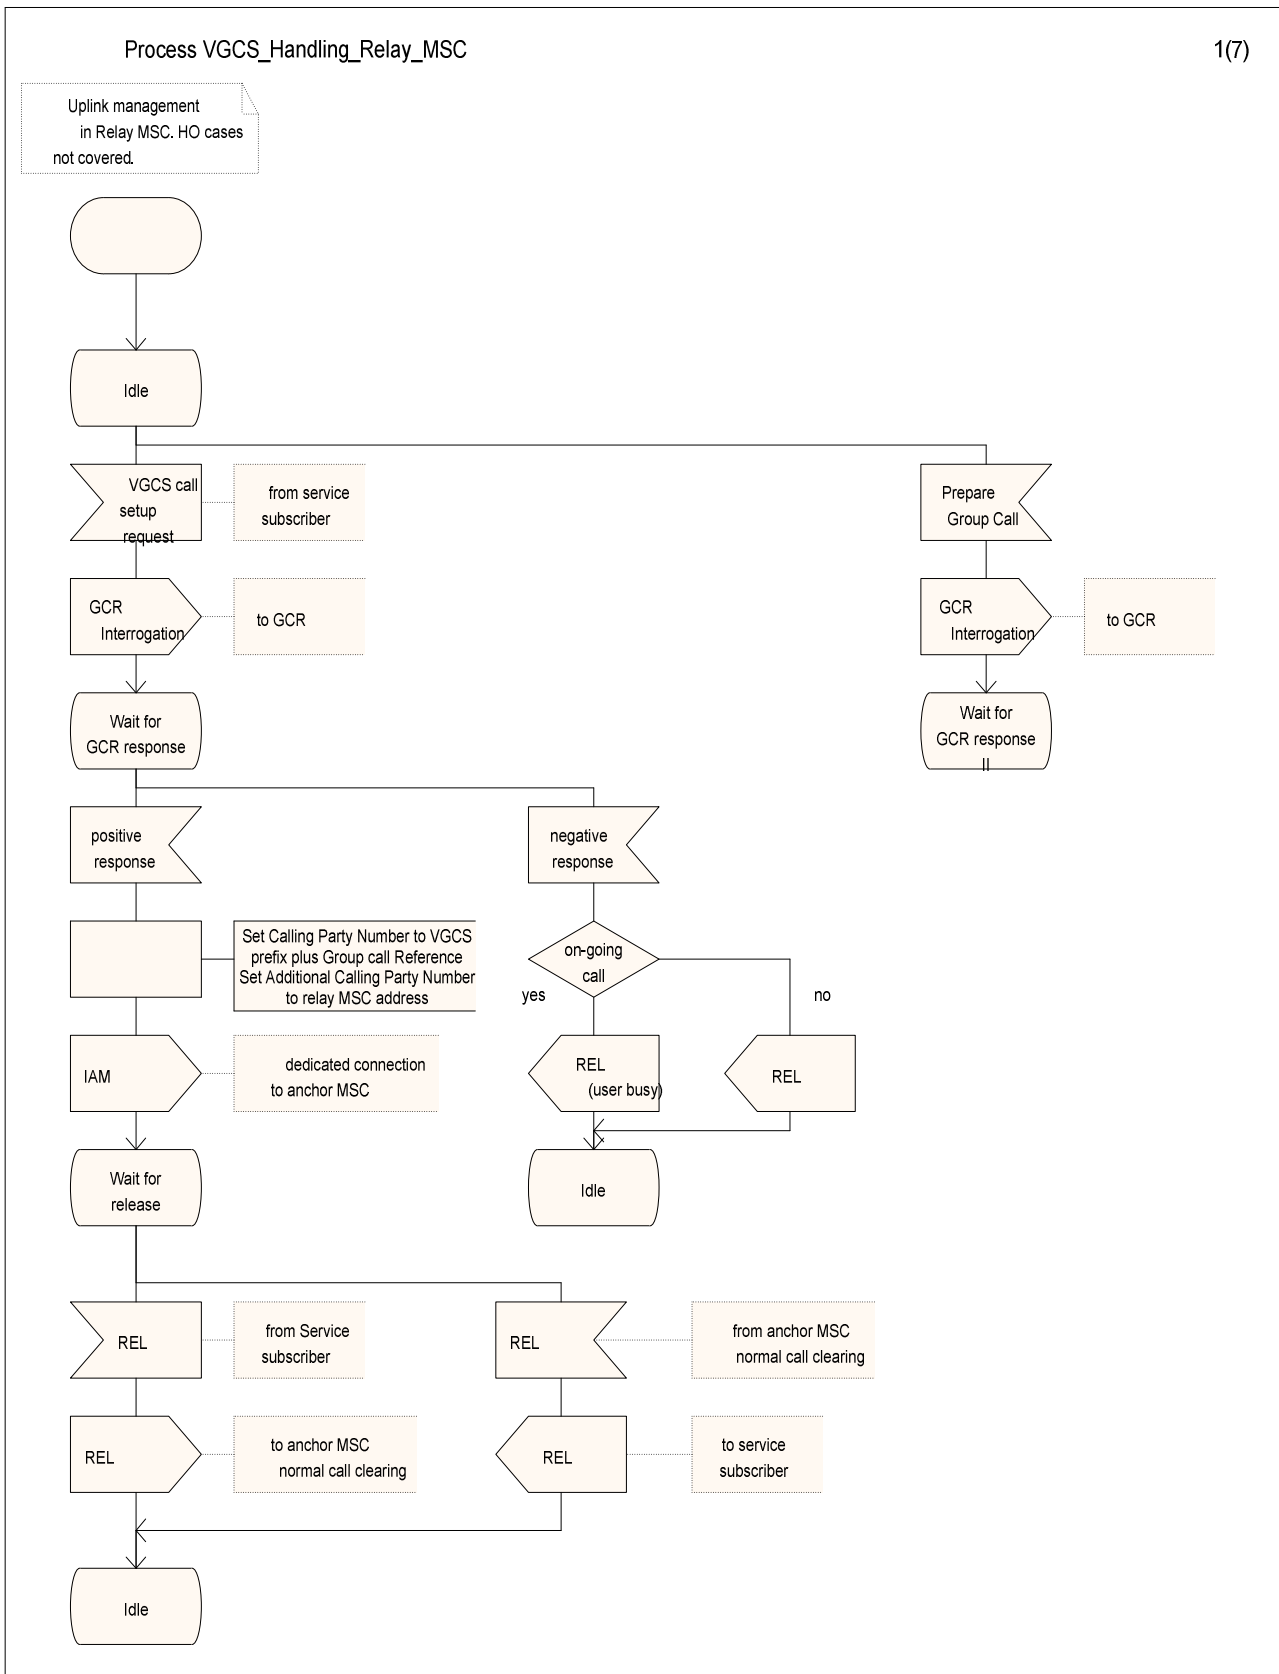 Process VGCS_Handling_Relay_MSC
1(7)
Uplink management
in Relay MSC. HO cases
not covered.
Idle
VGCS call
setup
request
from service
subscriber
Prepare
Group Call
GCR
Interrogation
to GCR
GCR
Interrogation
to GCR
Wait for
GCR response
Wait for
GCR response
II
positive
response
negative
response
Set Calling Party Number to VGCS
prefix plus Group call Reference
Set Additional Calling Party Number
to relay MSC address
on-going
call
yes
no
IAM
dedicated connection
to anchor MSC
REL
(user busy)
REL
Wait for
release
Idle
REL
from Service
subscriber
REL
from anchor MSC
normal call clearing
REL
to anchor MSC
normal call clearing
REL
to service
subscriber
Idle